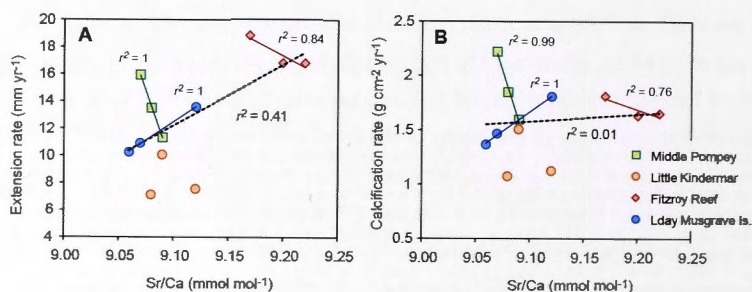 A
r² = 1
r² = 0.84
r² = 1
r² = 0.41
Extension rate (mm yr⁻¹)
20
18
16
14
12
10
8
6
4
9.00
9.05
9.10
9.15
9.20
9.25
Sr/Ca (mmol mol⁻¹)
B
r² = 0.99
r² = 1
r² = 0.76
r² = 0.01
Calcification rate (g cm⁻² yr⁻¹)
2.5
2
1.5
1
0.5
9.00
9.05
9.10
9.15
9.20
9.25
Sr/Ca (mmol mol⁻¹)
Middle Pompey
Little Kindermar
Fitzroy Reef
Lday Musgrave Is.